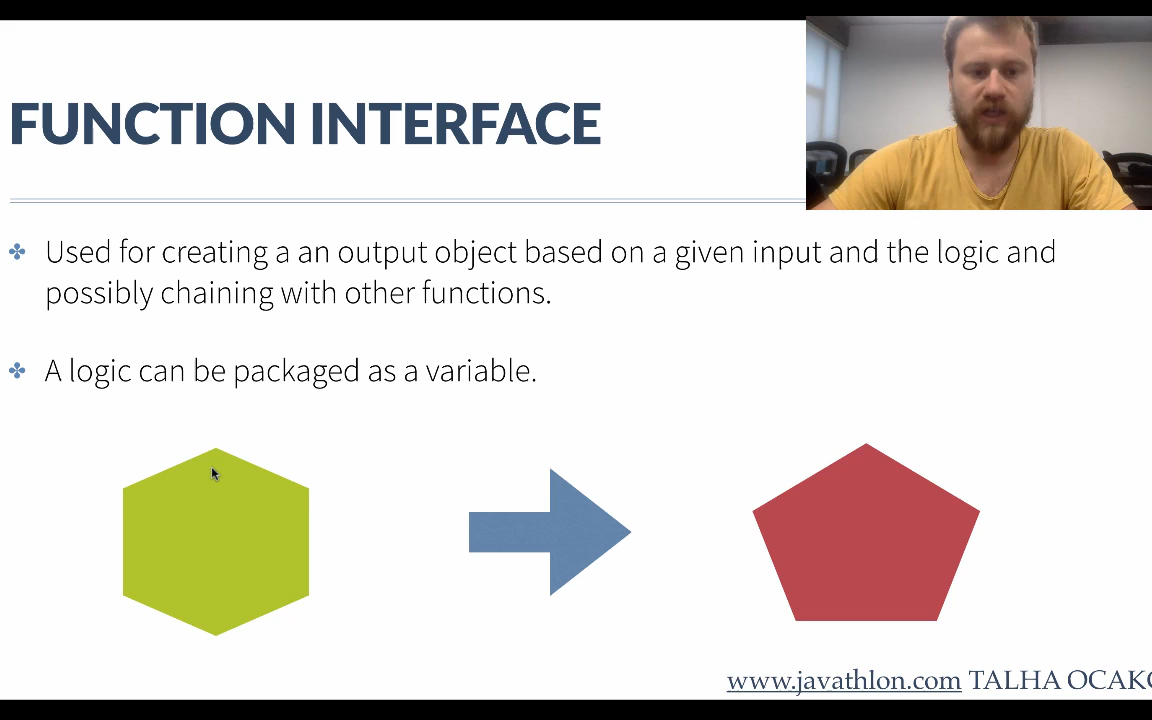 FUNCTION INTERFACE
Used for creating a an output object based on a given input and the logic and
possibly chaining with other functions.
A logic can be packaged as a variable.
www.javathlon.com TALHA